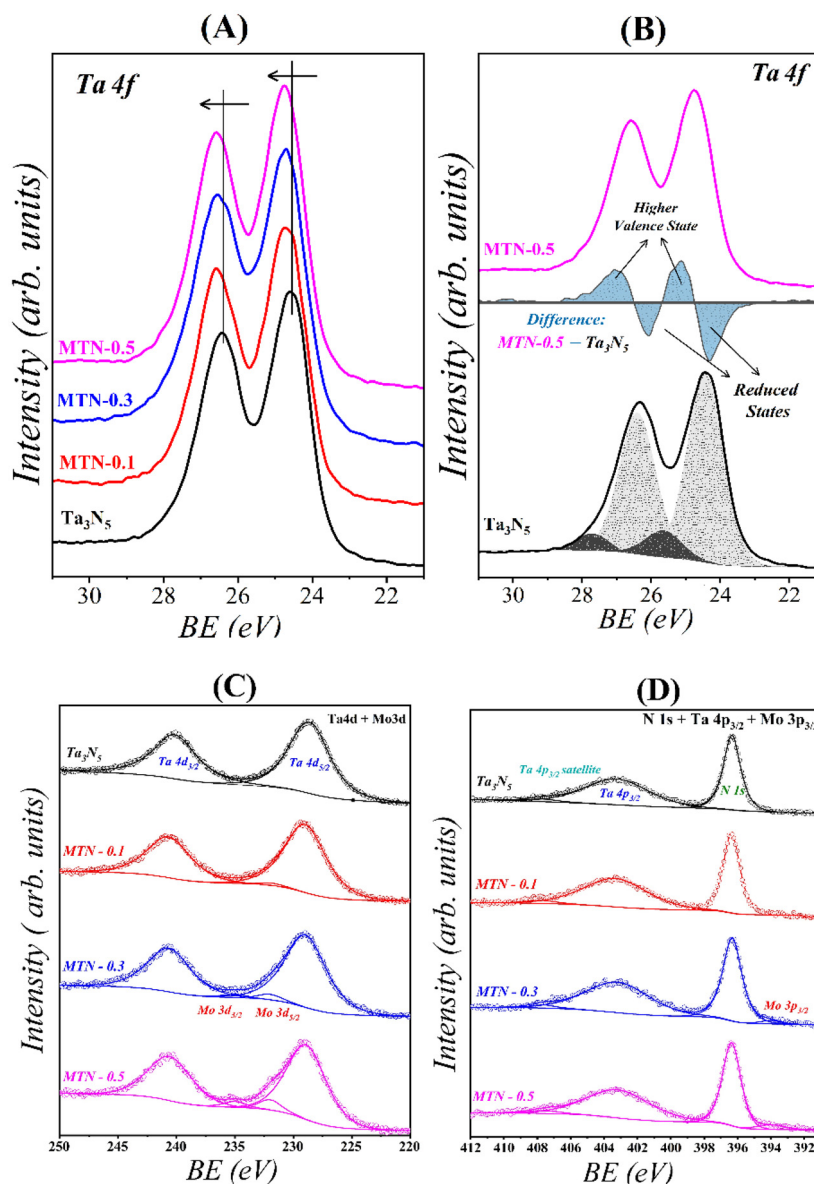 (A)
Ta 4f
MTN-0.5
MTN-0.3
MTN-0.1
Ta₃N₅
Intensity (arb. units)
30 28 26 24 22
BE (eV)
(B)
Ta 4f
Higher
Valence State
MTN-0.5
Difference:
MTN-0.5 – Ta₃N₅
Reduced
States
Ta₃N₅
Intensity (arb. units)
30 28 26 24 22
BE (eV)
(C)
Ta4d + Mo3d
Ta₃N₅
Ta 4d₃/₂
Ta 4d₅/₂
MTN - 0.1
MTN - 0.3
Mo 3d₃/₂
Mo 3d₅/₂
MTN - 0.5
Intensity ( arb. units)
250 245 240 235 230 225 220
BE (eV)
(D)
N 1s + Ta 4p₃/₂ + Mo 3p₃/₂
Ta₃N₅
Ta 4p₃/₂ satellite
Ta 4p₃/₂
N 1s
MTN - 0.1
MTN - 0.3
Mo 3p₃/₂
MTN - 0.5
Intensity (arb. units)
412 410 408 406 404 402 400 398 396 394 392
BE (eV)